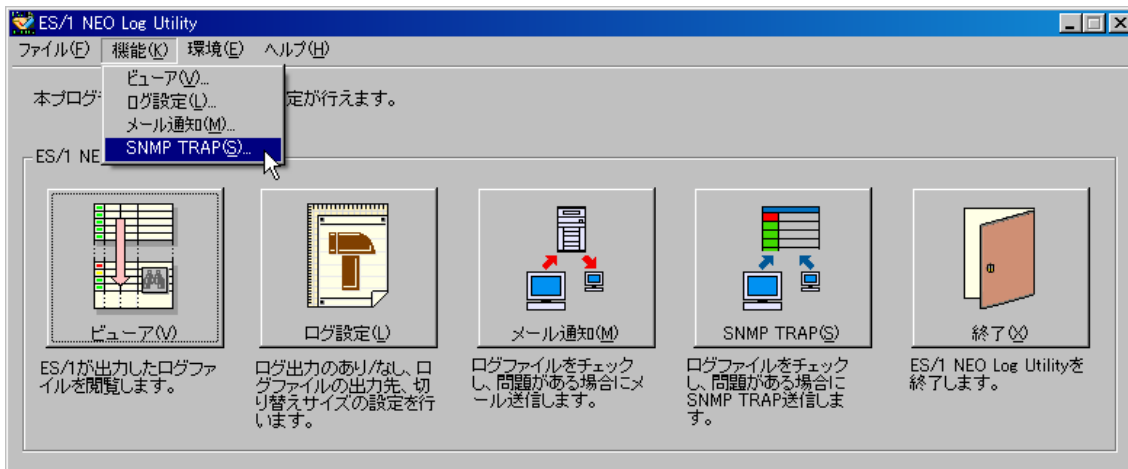 ES/1 NEO Log Utility
ファイル(F) 機能(K) 環境(E) ヘルプ(H)
ビューア(V)...
ログ設定(L)...
メール通知(M)...
SNMP TRAP(S)...
本プログ
定が行えます。
ES/1 NE
ビューア(V)
ES/1が出力したログファ
イルを閲覧します。
ログ設定(L)
ログ出力のあり/なし、ロ
グファイルの出力先、切
り替えサイズの設定を行
います。
メール通知(M)
ログファイルをチェック
し、問題がある場合にメ
ール送信します。
SNMP TRAP(S)
ログファイルをチェック
し、問題がある場合に
SNMP TRAP送信しま
す。
終了(X)
ES/1 NEO Log Utilityを
終了します。